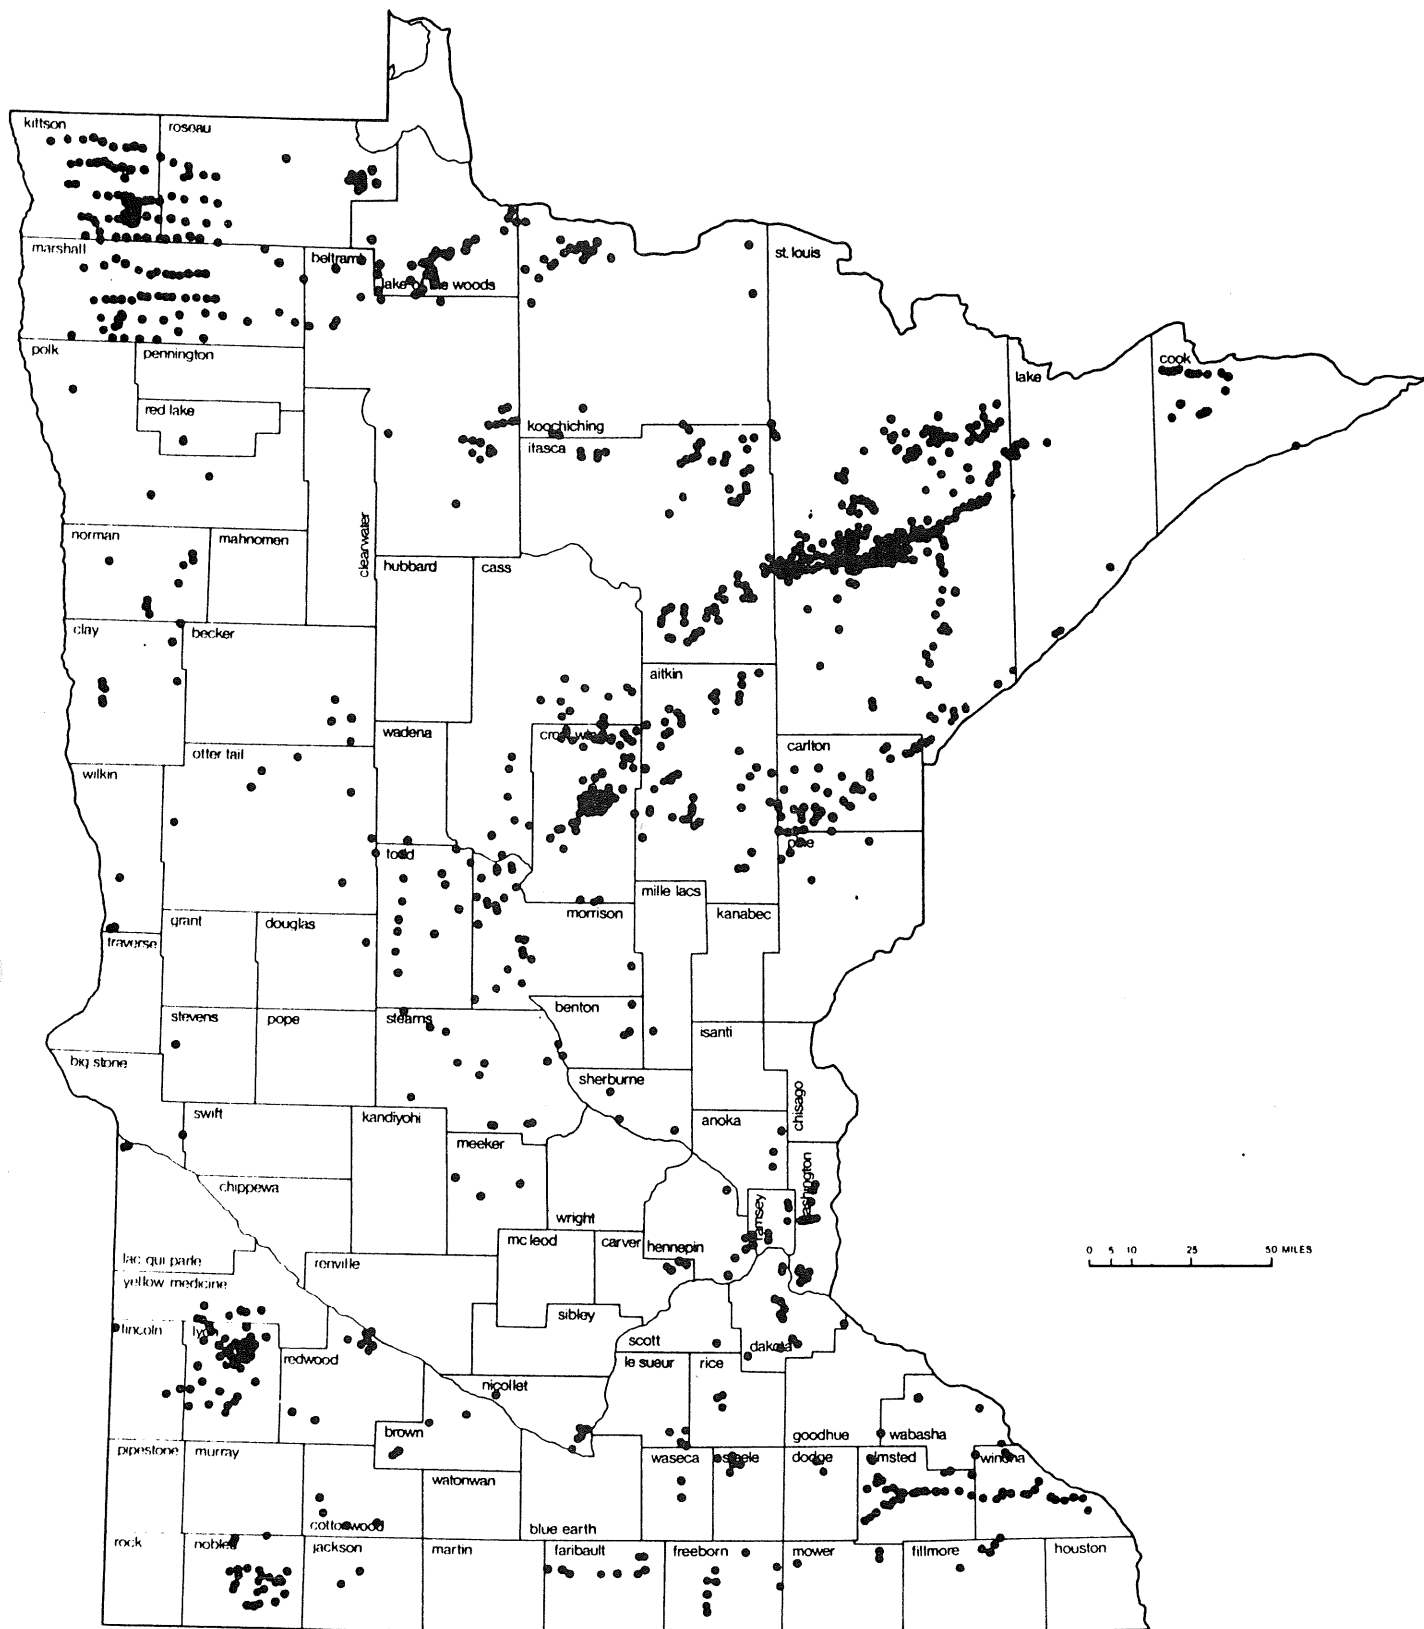 kittson
roseau
marshall
beltrami
lake of the woods
st. louis
polk
pennington
red lake
koochiching
itasca
lake
cook
norman
mahnomen
clearwater
hubbard
cass
clay
becker
aitkin
wadena
crow wing
carlton
otter tail
wilkin
todd
pine
mille lacs
morrison
kanabec
grant
douglas
traverse
benton
stevens
pope
stearns
isanti
big stone
sherburne
chisago
swift
kandiyohi
anoka
meeker
washington
chippewa
wright
ramsey
mc leod
carver
hennepin
lac qui parle
renville
yellow medicine
0 5 10 25 50 MILES
sibley
lincoln
lyon
scott
dakota
redwood
le sueur
rice
nicollet
brown
goodhue
wabasha
pipestone
murray
waseca
steele
dodge
olmsted
winona
watonwan
cottonwood
blue earth
rock
nobles
jackson
martin
faribault
freeborn
mower
fillmore
houston